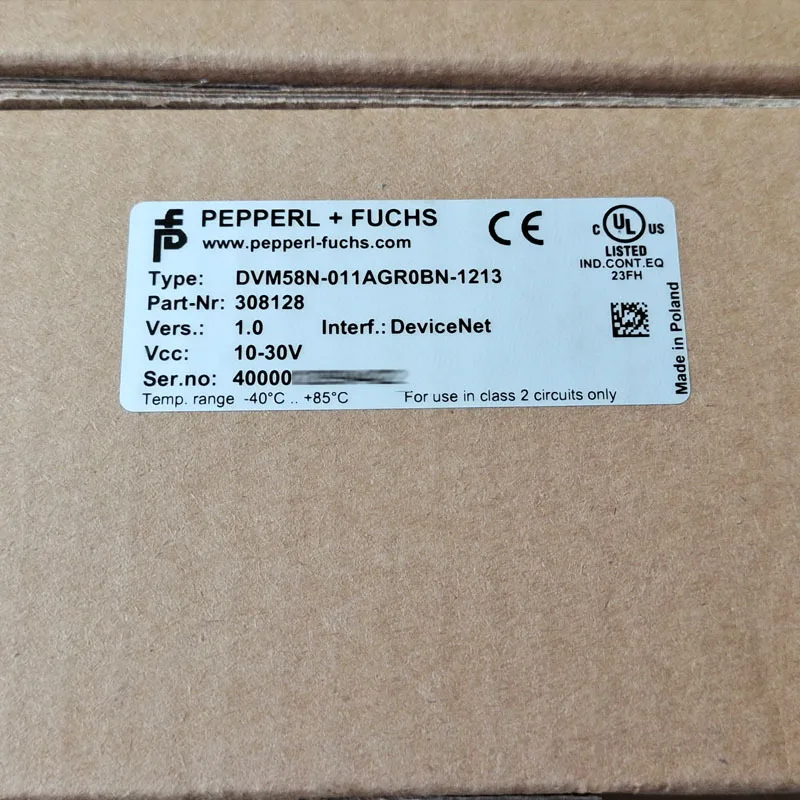 PEPPERL + FUCHS
www.pepperl-fuchs.com
CE
C UL US
LISTED
IND.CONT.EQ
23FH
Type: DVM58N-011AGR0BN-1213
Part-Nr: 308128
Vers.: 1.0 Interf.: DeviceNet
Vcc: 10-30V
Ser.no: 40000
Temp. range -40°C .. +85°C For use in class 2 circuits only
Made in Poland